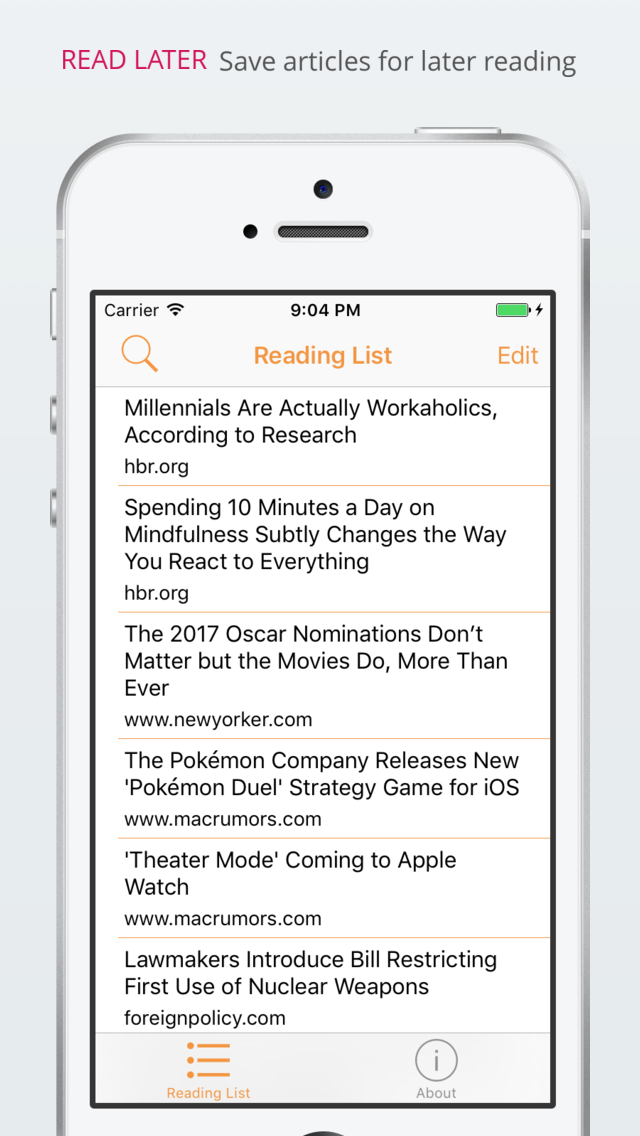 READ LATER Save articles for later reading
Carrier 9:04 PM
Reading List Edit
Millennials Are Actually Workaholics,
According to Research
hbr.org
Spending 10 Minutes a Day on
Mindfulness Subtly Changes the Way
You React to Everything
hbr.org
The 2017 Oscar Nominations Don’t
Matter but the Movies Do, More Than
Ever
www.newyorker.com
The Pokémon Company Releases New
'Pokémon Duel' Strategy Game for iOS
www.macrumors.com
'Theater Mode' Coming to Apple
Watch
www.macrumors.com
Lawmakers Introduce Bill Restricting
First Use of Nuclear Weapons
foreignpolicy.com
Reading List About